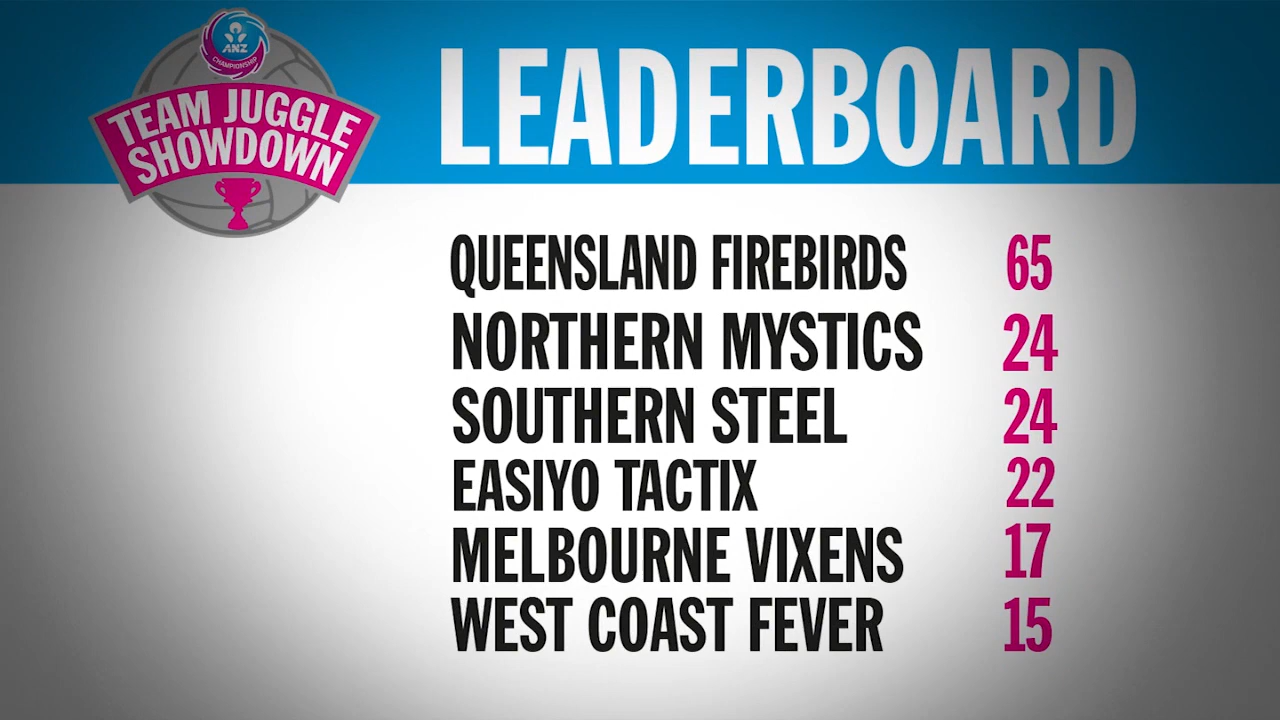 ANZ
CHAMPIONSHIP
TEAM JUGGLE
SHOWDOWN
LEADERBOARD
QUEENSLAND FIREBIRDS 65
NORTHERN MYSTICS 24
SOUTHERN STEEL 24
EASIYO TACTIX 22
MELBOURNE VIXENS 17
WEST COAST FEVER 15